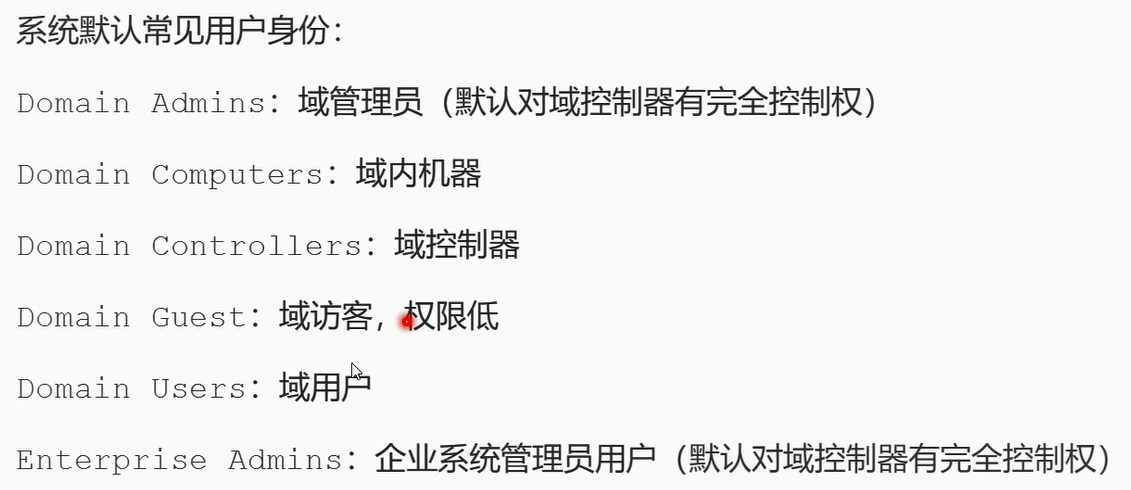 系统默认常见用户身份：
Domain Admins：域管理员（默认对域控制器有完全控制权）
Domain Computers：域内机器
Domain Controllers：域控制器
Domain Guest：域访客，权限低
Domain Users：域用户
Enterprise Admins：企业系统管理员用户（默认对域控制器有完全控制权）